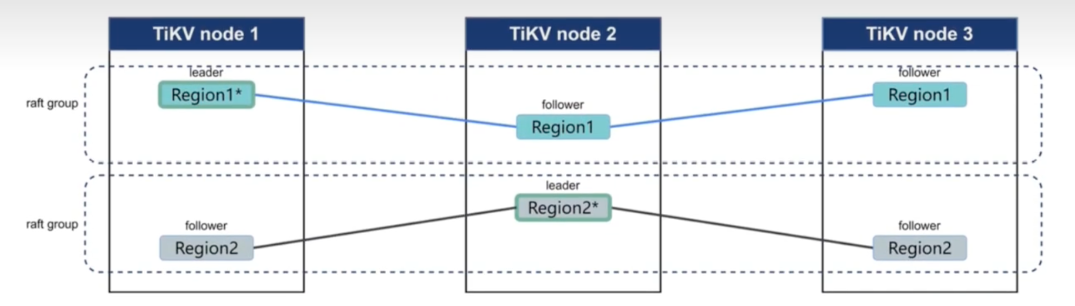 TiKV node 1
TiKV node 2
TiKV node 3
raft group
leader
Region1*
follower
Region1
follower
Region1
raft group
follower
Region2
leader
Region2*
follower
Region2